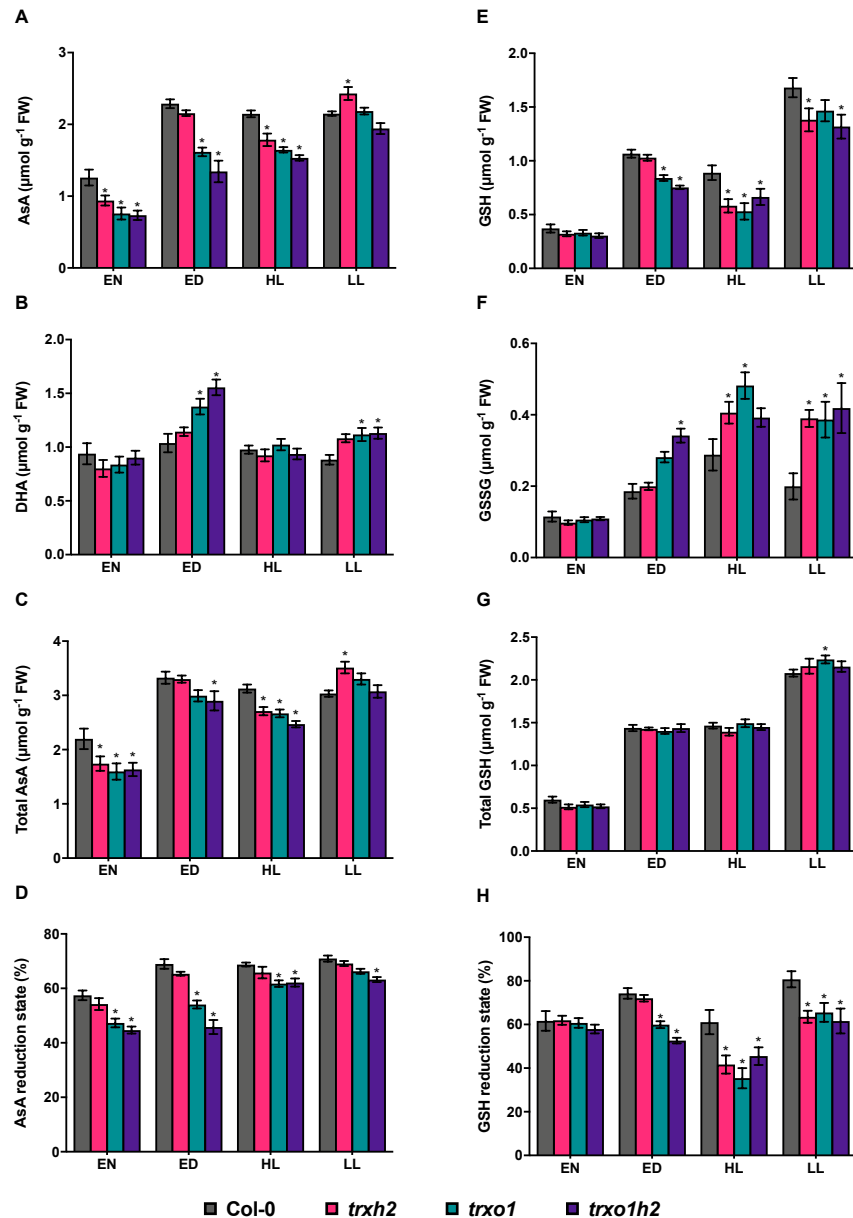 A
AsA (µmol g⁻¹ FW)
3
2
1
0
* * *
* *
* * *
*
EN ED HL LL
B
DHA (µmol g⁻¹ FW)
2.0
1.5
1.0
0.5
0.0
* *
* *
EN ED HL LL
C
Total AsA (µmol g⁻¹ FW)
4
3
2
1
0
* * *
*
* * *
*
EN ED HL LL
D
AsA reduction state (%)
80
60
40
20
0
* *
* *
* *
*
EN ED HL LL
E
GSH (µmol g⁻¹ FW)
2.0
1.5
1.0
0.5
0.0
* *
* * *
* *
EN ED HL LL
F
GSSG (µmol g⁻¹ FW)
0.6
0.4
0.2
0.0
*
* *
* * *
EN ED HL LL
G
Total GSH (µmol g⁻¹ FW)
2.5
2.0
1.5
1.0
0.5
0.0
*
EN ED HL LL
H
GSH reduction state (%)
100
80
60
40
20
0
* *
* * *
* * *
EN ED HL LL
Col-0 trxh2 trxo1 trxo1h2